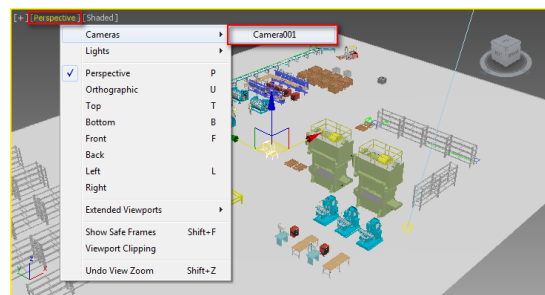 [+] [Perspective] [Shaded]
Cameras
Camera001
Lights
Perspective P
Orthographic U
Top T
Bottom B
Front F
Back
Left L
Right
Extended Viewports
Show Safe Frames Shift+F
Viewport Clipping
Undo View Zoom Shift+Z
z
x